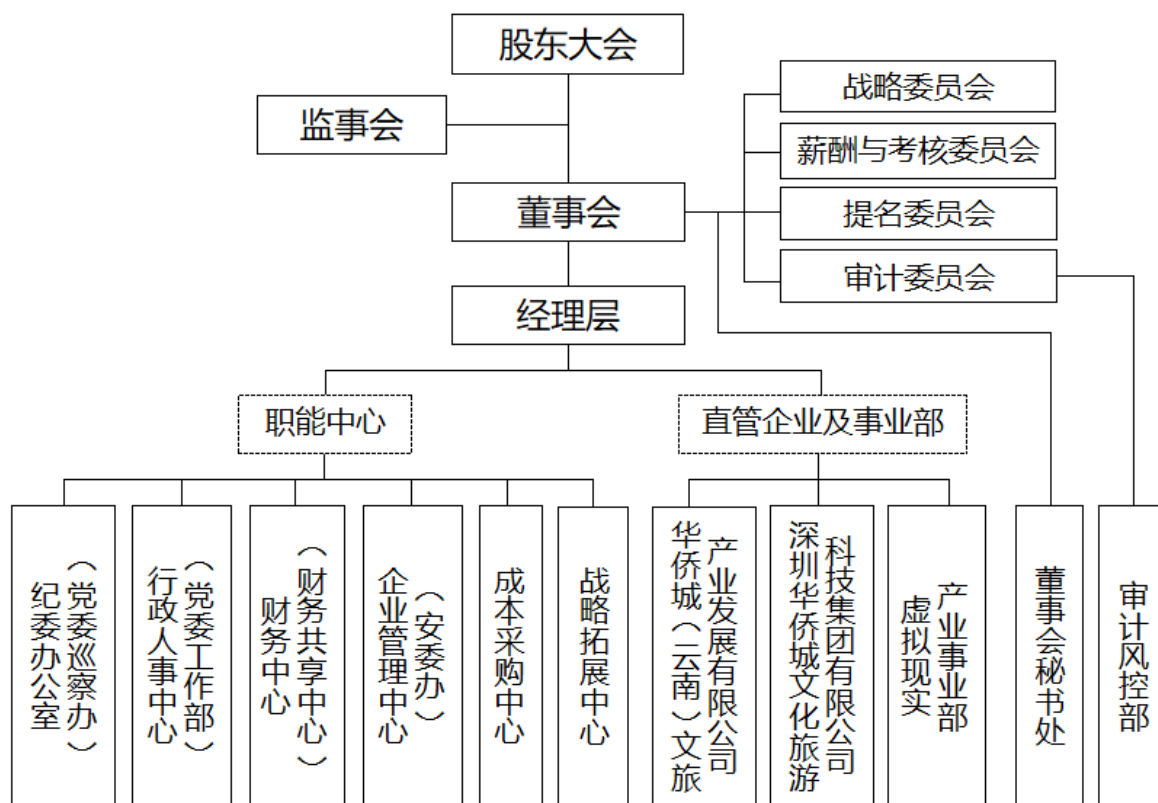 股东大会
监事会
战略委员会
薪酬与考核委员会
董事会
提名委员会
审计委员会
经理层
职能中心
直管企业及事业部
纪委办公室
（党委巡察办）
行政人事中心
（党委工作部）
财务中心
（财务共享中心）
企业管理中心
（安委办）
成本采购中心
战略拓展中心
华侨城（云南）文旅
产业发展有限公司
深圳华侨城文化旅游
科技集团有限公司
虚拟现实
产业事业部
董事会秘书处
审计风控部